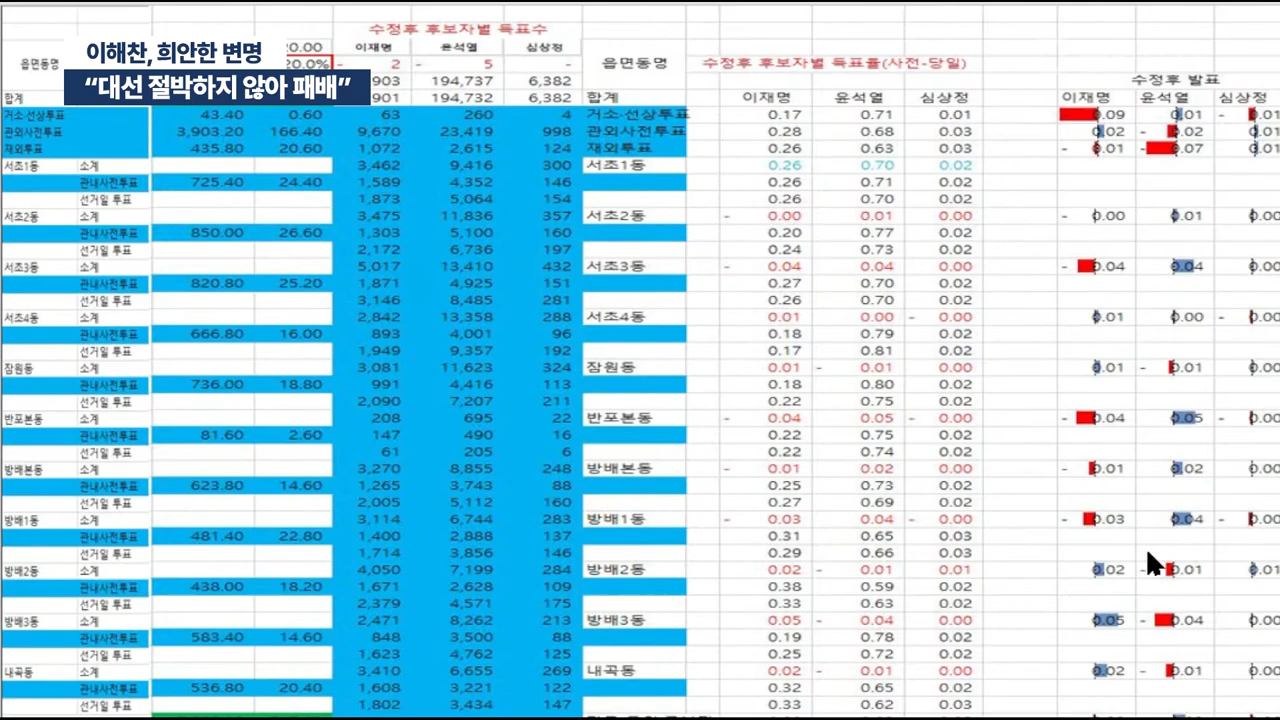 수정후 후보자별 득표수
이해찬, 희안한 변명
20.00 이재명 윤석열 심상정
읍면동명 20.0% - 2 - 5 - 읍면동명 수정후 후보자별 득표률(사전-당일)
“대선 절박하지 않아 패배”
903 194,737 6,382 수정후 발표
합계 901 194,732 6,382 합계 이재명 윤석열 심상정 이재명 윤석열 심상정
거소·선상투표 43.40 0.60 63 260 4 거소·선상투표 0.17 0.71 0.01 0.09 0.01 - 0.01
관외사전투표 3,903.20 166.40 9,670 23,419 998 관외사전투표 0.28 0.68 0.03 0.02 - 0.02 0.01
재외투표 435.80 20.60 1,072 2,615 124 재외투표 0.26 0.63 0.03 - 0.01 - 0.07 0.01
서초1동 소계 3,462 9,416 300 서초1동 0.26 0.70 0.02
관내사전투표 725.40 24.40 1,589 4,352 146 0.26 0.71 0.02
선거일 투표 1,873 5,064 154 0.26 0.70 0.02
서초2동 소계 3,475 11,836 357 서초2동 - 0.00 0.01 0.00 - 0.00 0.01 0.00
관내사전투표 850.00 26.60 1,303 5,100 160 0.20 0.77 0.02
선거일 투표 2,172 6,736 197 0.24 0.73 0.02
서초3동 소계 5,017 13,410 432 서초3동 - 0.04 0.04 0.00 - 0.04 0.04 0.00
관내사전투표 820.80 25.20 1,871 4,925 151 0.27 0.70 0.02
선거일 투표 3,146 8,485 281 0.26 0.70 0.02
서초4동 소계 2,842 13,358 288 서초4동 0.01 0.00 - 0.00 0.01 0.00 - 0.00
관내사전투표 666.80 16.00 893 4,001 96 0.18 0.79 0.02
선거일 투표 1,949 9,357 192 0.17 0.81 0.02
잠원동 소계 3,081 11,623 324 잠원동 0.01 - 0.01 0.00 0.01 - 0.01 0.00
관내사전투표 736.00 18.80 991 4,416 113 0.18 0.80 0.02
선거일 투표 2,090 7,207 211 0.22 0.75 0.02
반포본동 소계 208 695 22 반포본동 - 0.04 0.05 - 0.00 - 0.04 0.05 - 0.00
관내사전투표 81.60 2.60 147 490 16 0.22 0.75 0.02
선거일 투표 61 205 6 0.22 0.74 0.02
방배본동 소계 3,270 8,855 248 방배본동 - 0.01 0.02 0.00 - 0.01 0.02 0.00
관내사전투표 623.80 14.60 1,265 3,743 88 0.25 0.73 0.02
선거일 투표 2,005 5,112 160 0.27 0.69 0.02
방배1동 소계 3,114 6,744 283 방배1동 - 0.03 0.04 - 0.00 - 0.03 0.04 - 0.00
관내사전투표 481.40 22.80 1,400 2,888 137 0.31 0.65 0.03
선거일 투표 1,714 3,856 146 0.29 0.66 0.02
방배2동 소계 4,050 7,199 284 방배2동 0.02 - 0.01 0.01 0.02 - 0.01 0.01
관내사전투표 438.00 18.20 1,671 2,628 109 0.38 0.59 0.02
선거일 투표 2,379 4,571 175 0.33 0.63 0.02
방배3동 소계 2,471 8,262 213 방배3동 0.05 - 0.04 0.00 0.05 - 0.04 0.00
관내사전투표 583.40 14.60 848 3,500 88 0.19 0.78 0.02
선거일 투표 1,623 4,762 125 0.25 0.72 0.02
내곡동 소계 3,410 6,655 269 내곡동 0.02 - 0.01 0.00 0.02 - 0.01 0.00
관내사전투표 536.80 20.40 1,608 3,221 122 0.32 0.65 0.02
선거일 투표 1,802 3,434 147 0.33 0.62 0.03